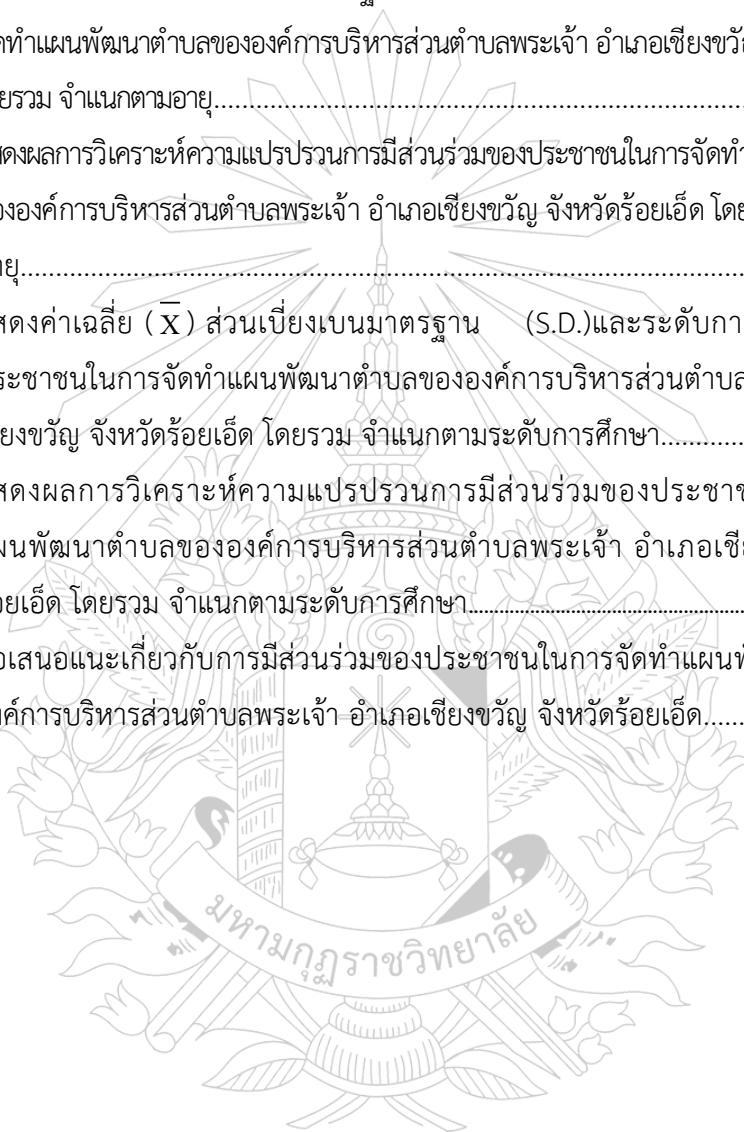 ทำแผนพัฒนาตำบลขององค์การบริหารส่วนตำบลพระเจ้า อำเภอเชียงขวัญ
ยรวม จำแนกตามอายุ
สดงผลการวิเคราะห์ความแปรปรวนการมีส่วนร่วมของประชาชนในการจัดทำ
องค์การบริหารส่วนตำบลพระเจ้า อำเภอเชียงขวัญ จังหวัดร้อยเอ็ด โดย
ายุ
สดงค่าเฉลี่ย (X̅) ส่วนเบี่ยงเบนมาตรฐาน (S.D.)และระดับกา
ระชาชนในการจัดทำแผนพัฒนาตำบลขององค์การบริหารส่วนตำบล
ยงขวัญ จังหวัดร้อยเอ็ด โดยรวม จำแนกตามระดับการศึกษา
สดงผลการวิเคราะห์ความแปรปรวนการมีส่วนร่วมของประชาช
ผนพัฒนาตำบลขององค์การบริหารส่วนตำบลพระเจ้า อำเภอเชีย
อยเอ็ด โดยรวม จำแนกตามระดับการศึกษา
อเสนอแนะเกี่ยวกับการมีส่วนร่วมของประชาชนในการจัดทำแผนพั
งค์การบริหารส่วนตำบลพระเจ้า อำเภอเชียงขวัญ จังหวัดร้อยเอ็ด
มหามกุฏราชวิทยาลัย